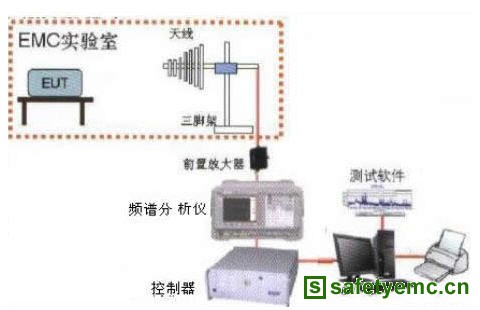 EMC实验室
天线
EUT
三脚架
前置放大器
测试软件
频谱分析仪
控制器
S safetyemc.cn